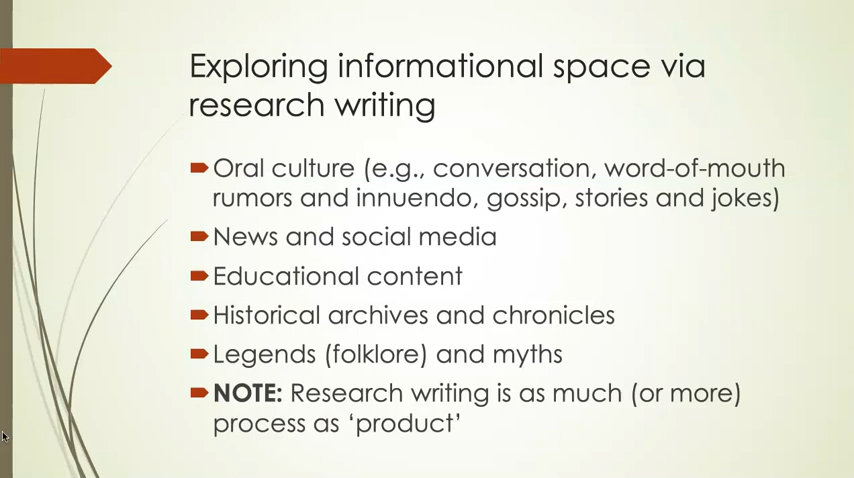 Exploring informational space via
research writing
Oral culture (e.g., conversation, word-of-mouth
rumors and innuendo, gossip, stories and jokes)
News and social media
Educational content
Historical archives and chronicles
Legends (folklore) and myths
NOTE: Research writing is as much (or more)
process as ‘product’